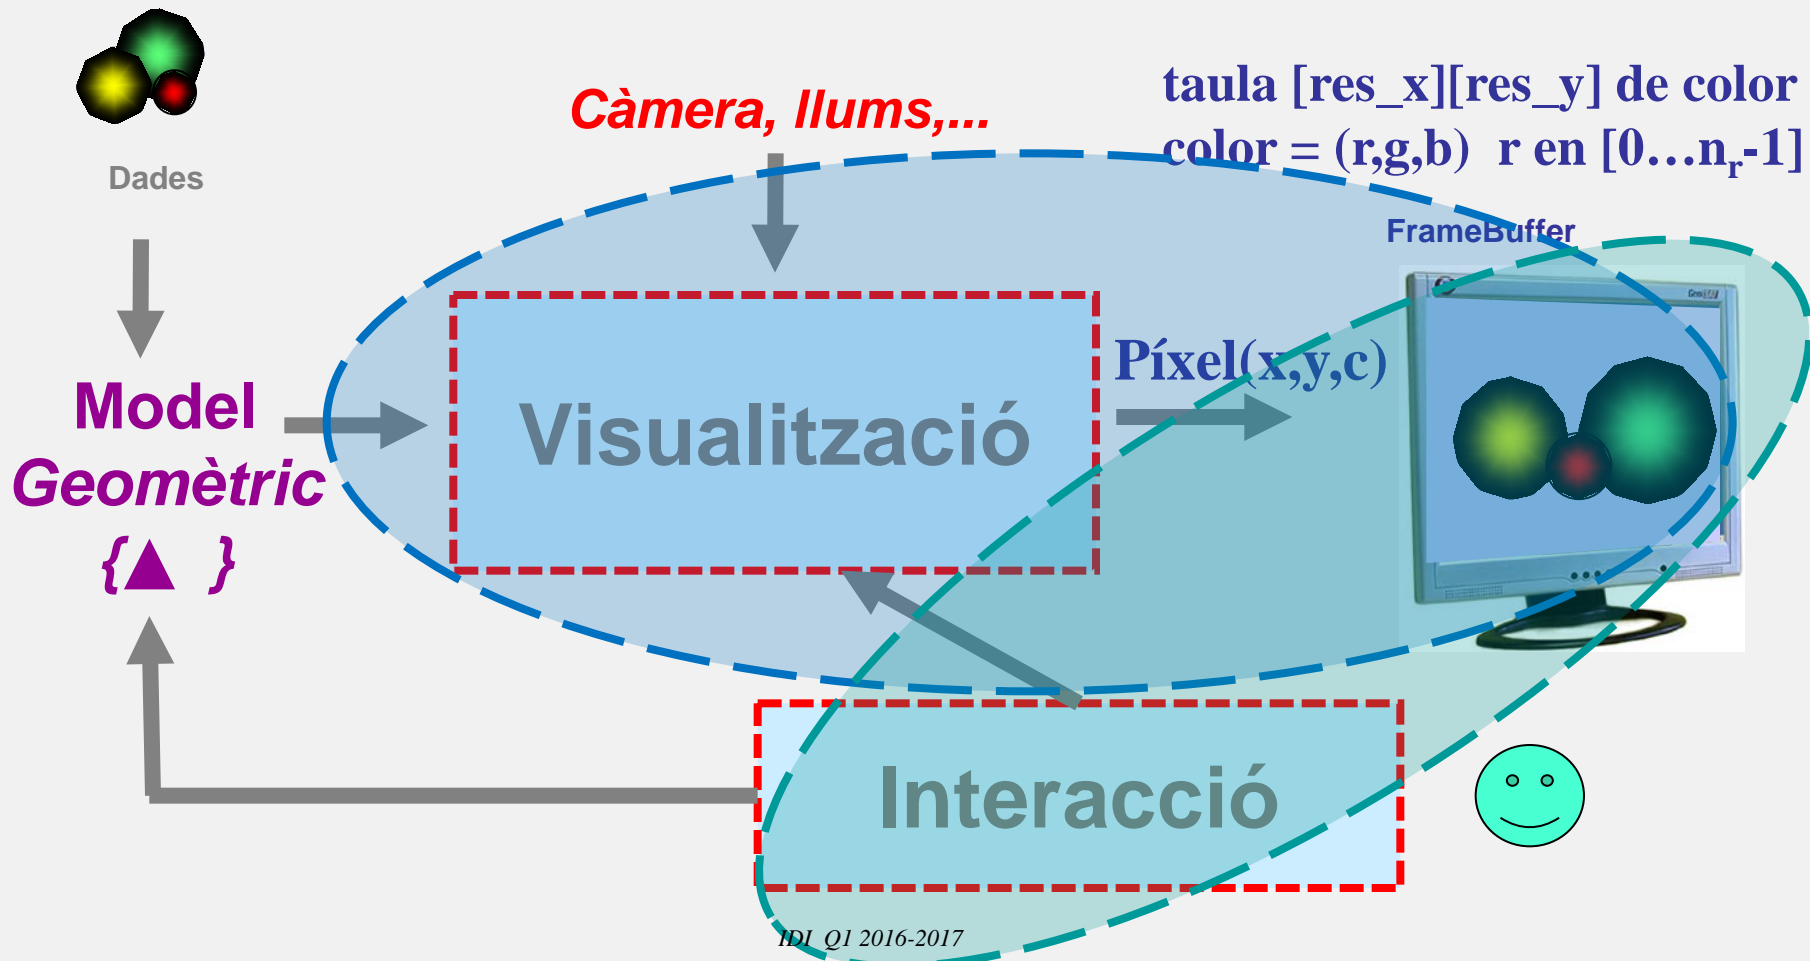 Càmera, llums,...
taula [res_x][res_y] de color
color = (r,g,b) r en [0…nr-1]
Dades
FrameBuffer
Model
Geomètric
{▲ }
Visualització
Píxel(x,y,c)
Interacció
IDI Q1 2016-2017